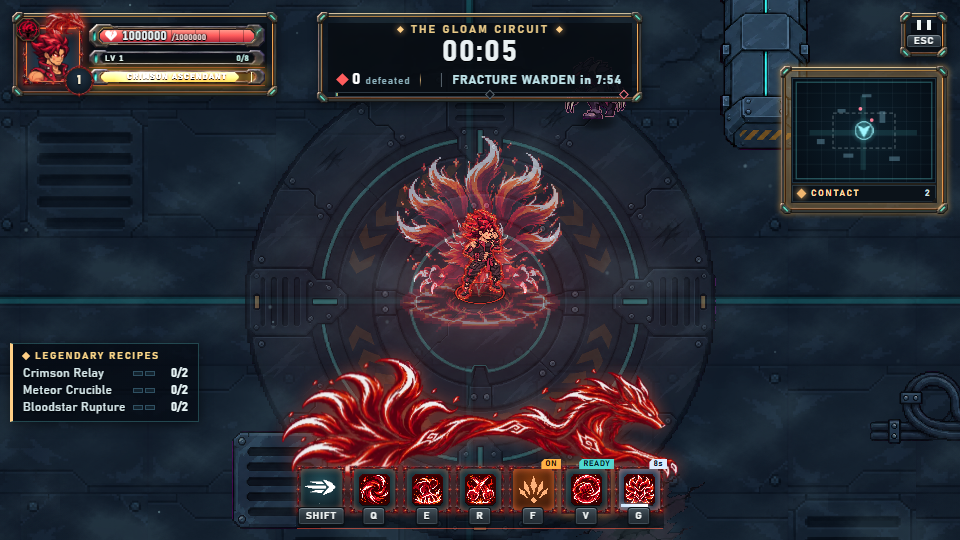 1000000 /1000000
LV 1 0/8
CRIMSON ASCENDANT
1
THE GLOAM CIRCUIT
00:05
0 defeated
FRACTURE WARDEN in 7:54
ESC
CONTACT 2
LEGENDARY RECIPES
Crimson Relay 0/2
Meteor Crucible 0/2
Bloodstar Rupture 0/2
ON
READY
8s
SHIFT
Q
E
R
F
V
G